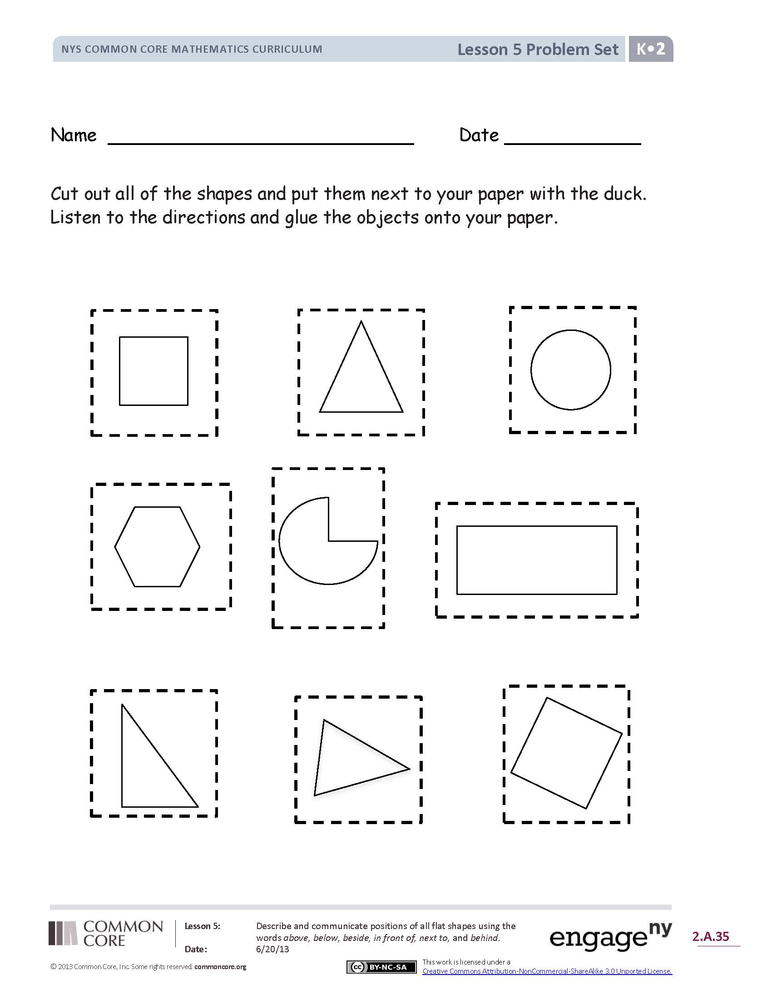 NYS COMMON CORE MATHEMATICS CURRICULUM
Lesson 5 Problem Set
K•2
Name
Date
Cut out all of the shapes and put them next to your paper with the duck.
Listen to the directions and glue the objects onto your paper.
COMMON
CORE
Lesson 5:
Describe and communicate positions of all flat shapes using the
words above, below, beside, in front of, next to, and behind.
Date:
6/20/13
engageny
2.A.35
© 2013 Common Core, Inc. Some rights reserved. commoncore.org
cc BY-NC-SA
This work is licensed under a
Creative Commons Attribution-NonCommercial-ShareAlike 3.0 Unported License.